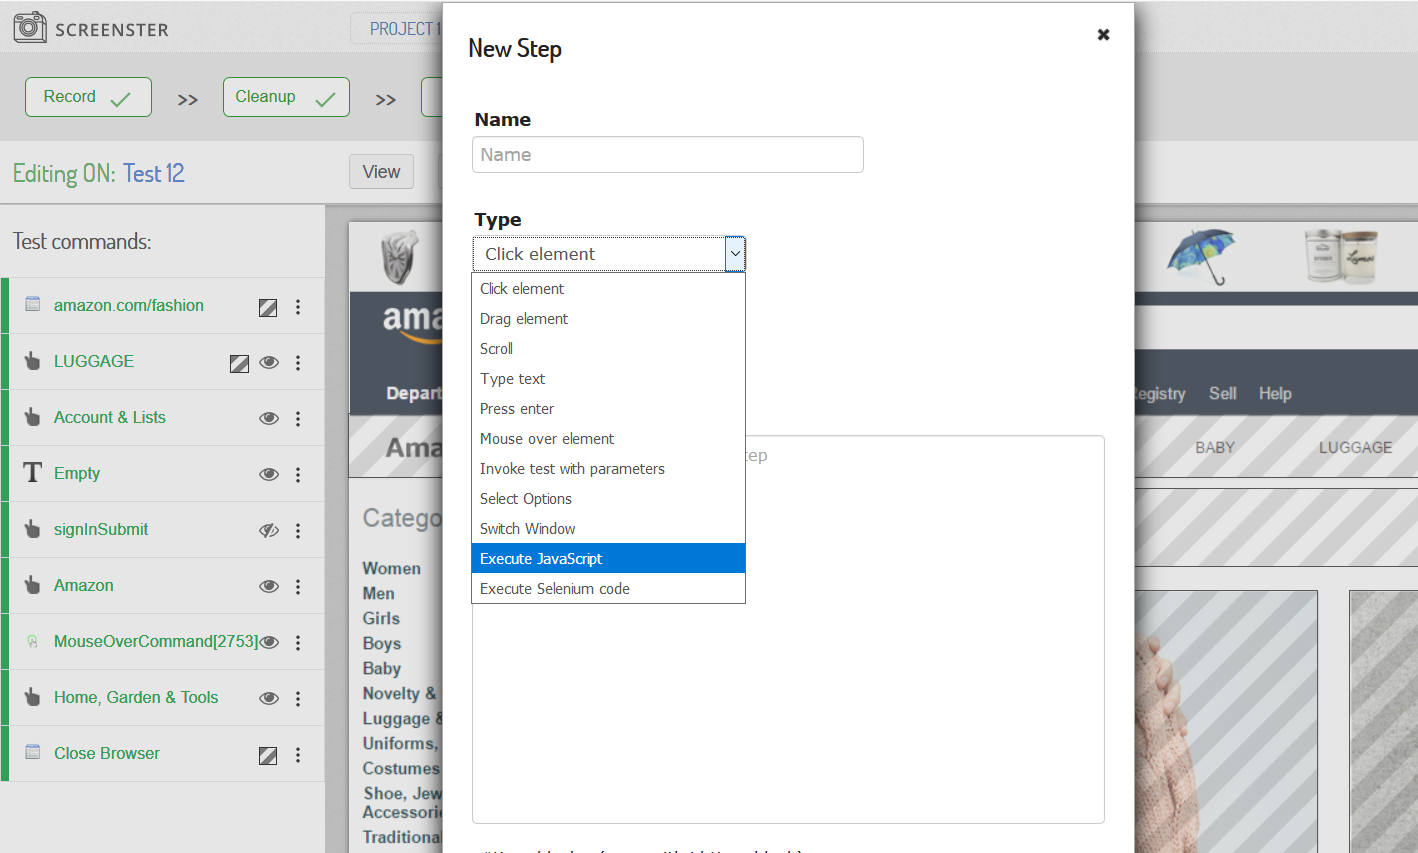 SCREENSTER
PROJECT 1
Record
>>
Cleanup
>>
Editing ON: Test 12
View
Test commands:
amazon.com/fashion
LUGGAGE
Account & Lists
T Empty
signInSubmit
Amazon
MouseOverCommand[2753]
Home, Garden & Tools
Close Browser
New Step
Name
Name
Type
Click element
Click element
Drag element
Scroll
Type text
Press enter
Mouse over element
Invoke test with parameters
Select Options
Switch Window
Execute JavaScript
Execute Selenium code
tep
ama
Depart
Registry Sell Help
Ama
BABY LUGGAGE
Catego
Women
Men
Girls
Boys
Baby
Novelty &
Luggage &
Uniforms,
Costumes
Shoe, Jew
Accessorie
Traditional
Lumos